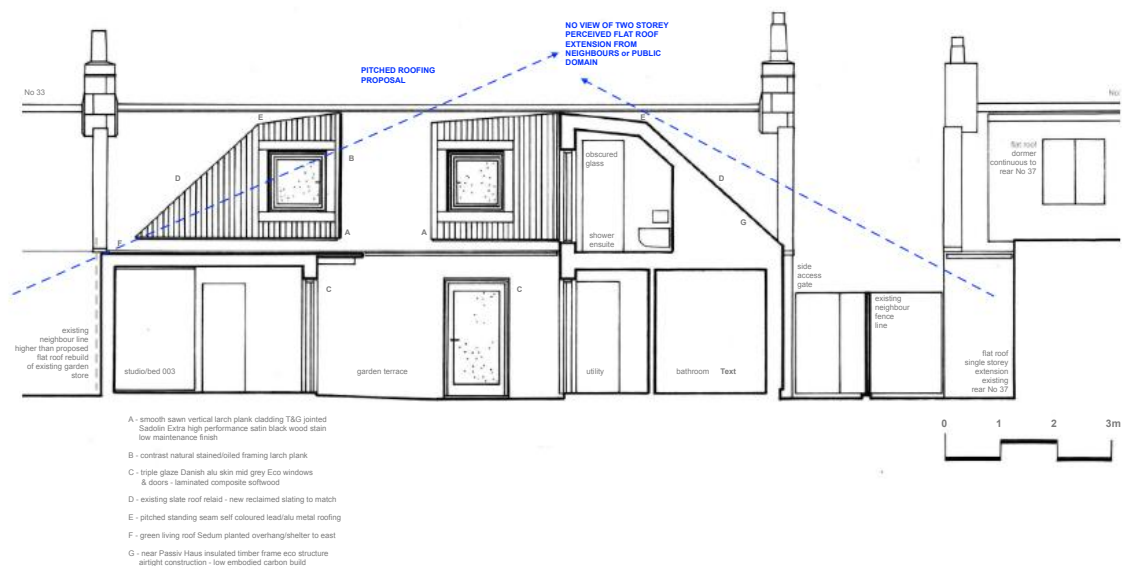 NO VIEW OF TWO STOREY
PERCEIVED FLAT ROOF
EXTENSION FROM
NEIGHBOURS or PUBLIC
DOMAIN
PITCHED ROOFING
PROPOSAL
No 33
No
E
E
B
D
D
A
A
G
F
obscured
glass
shower
ensuite
flat roof
dormer
continuous to
rear No 37
side
access
gate
C
C
existing
neighbour
fence
line
existing
neighbour line
higher than proposed
flat roof rebuild
of existing garden
store
studio/bed 003
garden terrace
utility
bathroom Text
flat roof
single storey
extension
existing
rear No 37
A - smooth sawn vertical larch plank cladding T&G jointed
Sadolin Extra high performance satin black wood stain
low maintenance finish
B - contrast natural stained/oiled framing larch plank
C - triple glaze Danish alu skin mid grey Eco windows
& doors - laminated composite softwood
D - existing slate roof relaid - new reclaimed slating to match
E - pitched standing seam self coloured lead/alu metal roofing
F - green living roof Sedum planted overhang/shelter to east
G - near Passiv Haus insulated timber frame eco structure
airtight construction - low embodied carbon build
0 1 2 3m